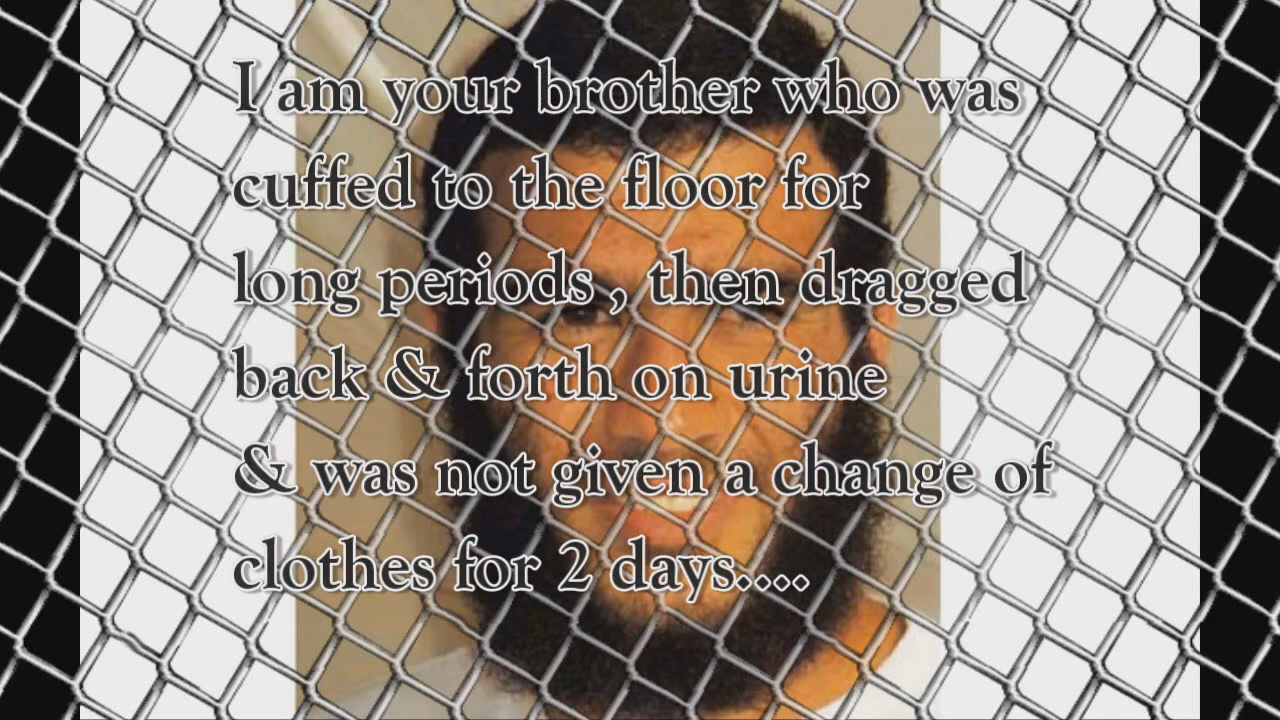 I am your brother who was
cuffed to the floor for
long periods , then dragged
back & forth on urine
& was not given a change of
clothes for 2 days....